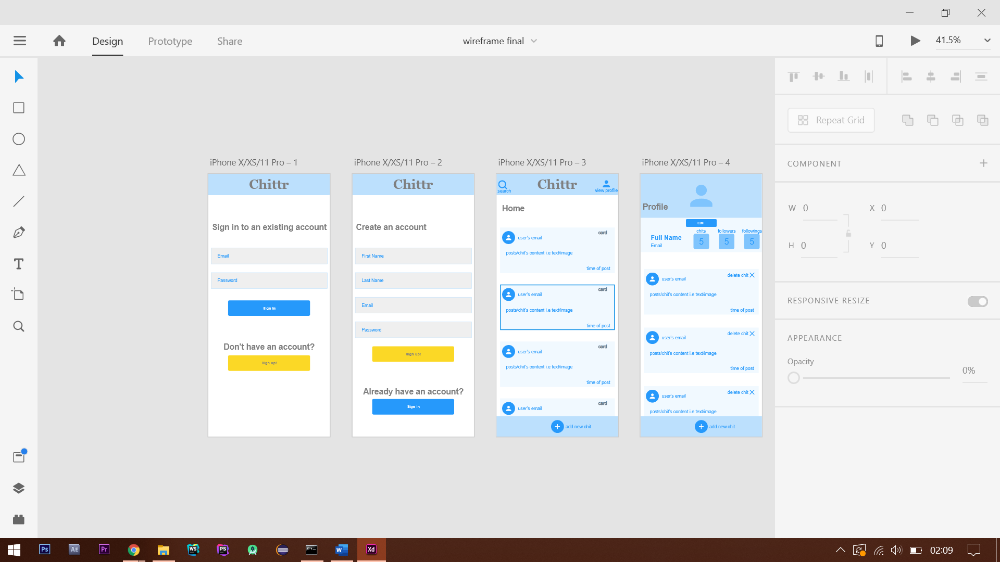 Design Prototype Share
wireframe final
41.5%
Repeat Grid
COMPONENT
W 0 X 0
H 0 Y 0
RESPONSIVE RESIZE
APPEARANCE
Opacity
0%
iPhone X/XS/11 Pro – 1
Chittr
Sign in to an existing account
Email
Password
Sign in
Don't have an account?
Sign up!
iPhone X/XS/11 Pro – 2
Chittr
Create an account
First Name
Last Name
Email
Password
Sign up!
Already have an account?
Sign in
iPhone X/XS/11 Pro – 3
search
Chittr
view profile
Home
card
user's email
posts/chit's content i.e text/image
time of post
card
user's email
posts/chit's content i.e text/image
time of post
card
user's email
posts/chit's content i.e text/image
time of post
card
user's email
add new chit
iPhone X/XS/11 Pro – 4
Profile
Edit
chits followers followings
Full Name
Email
5 5 5
delete chit
user's email
posts/chit's content i.e text/image
time of post
delete chit
user's email
posts/chit's content i.e text/image
time of post
delete chit
user's email
posts/chit's content i.e text/image
add new chit
Ps AE Pr WS PS W Xd
02:09